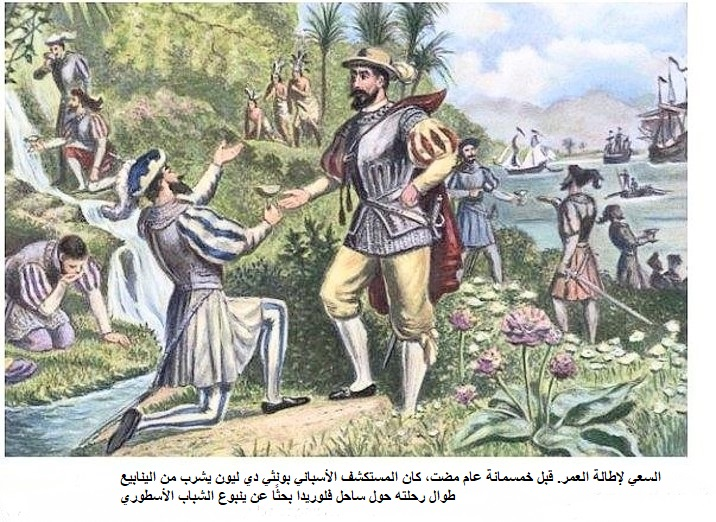 السعي لإطالة العمر. قبل خمسمائة عام مضت، كان المستكشف الأسباني بونثي دي ليون يشرب من الينابيع
طوال رحلته حول ساحل فلوريدا بحثًا عن ينبوع الشباب الأسطوري